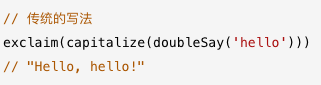 // 传统的写法
exclaim(capitalize(doubleSay('hello')))
// "Hello, hello!"